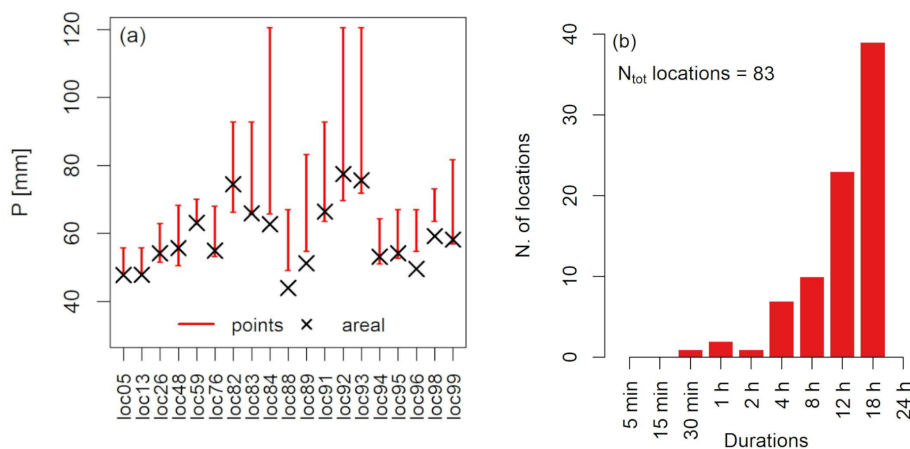 (a)
P [mm]
120
100
80
60
40
points
areal
loc05
loc13
loc26
loc48
loc59
loc76
loc82
loc83
loc84
loc88
loc89
loc91
loc92
loc93
loc94
loc95
loc96
loc98
loc99
(b)
Ntot locations = 83
N. of locations
40
30
20
10
0
5 min
15 min
30 min
1 h
2 h
4 h
8 h
12 h
18 h
24 h
Durations